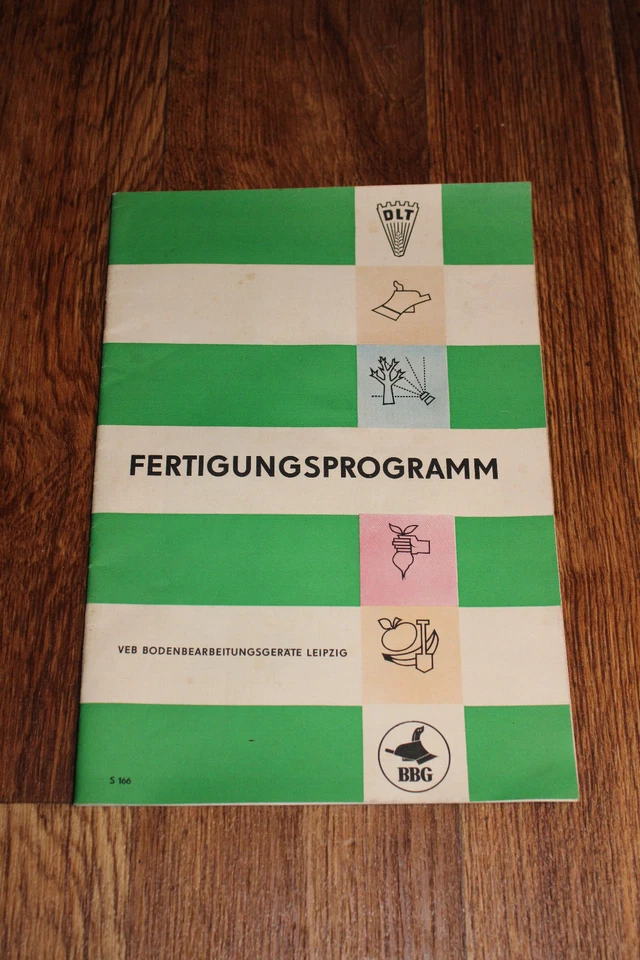 DLT
FERTIGUNGSPROGRAMM
VEB BODENBEARBEITUNGSGERÄTE LEIPZIG
BBG
S 166